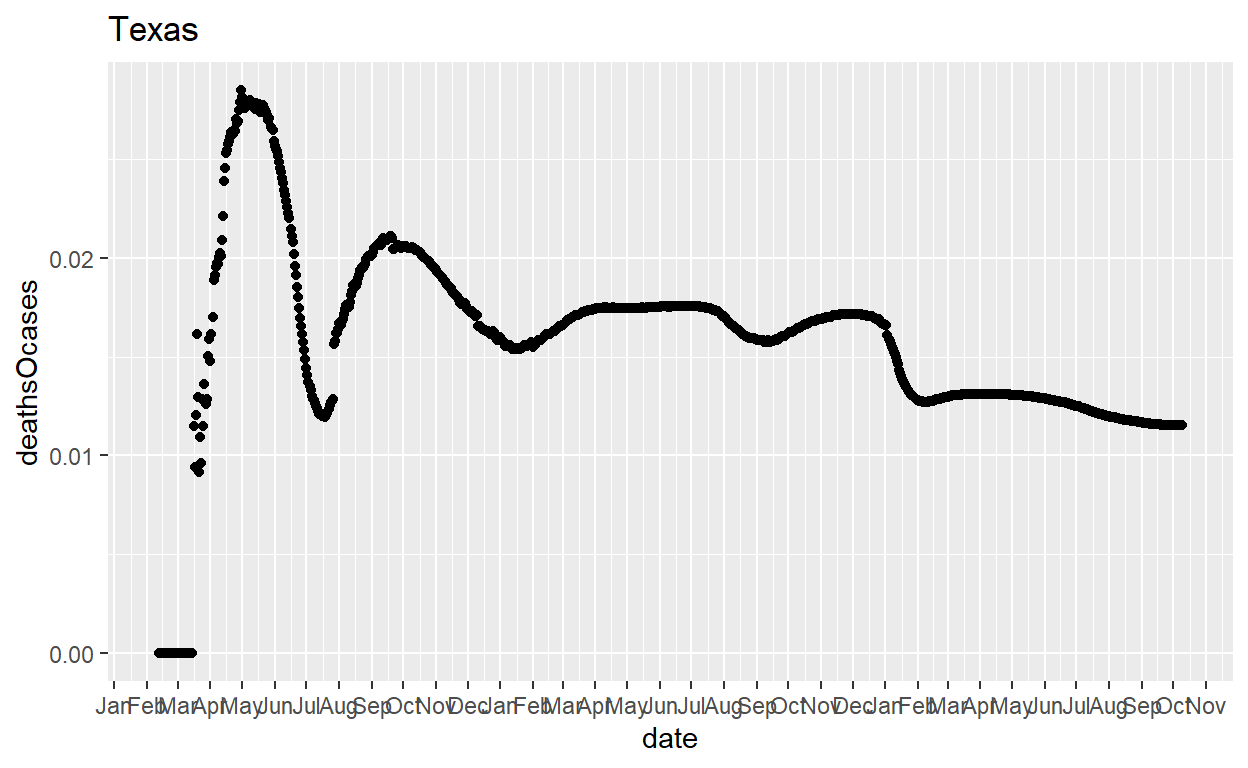 Texas
deathsOcases
0.02
0.01
0.00
Jan Feb Mar Apr May Jun Jul Aug Sep Oct Nov Dec Jan Feb Mar Apr May Jun Jul Aug Sep Oct Nov Dec Jan Feb Mar Apr May Jun Jul Aug Sep Oct Nov
date